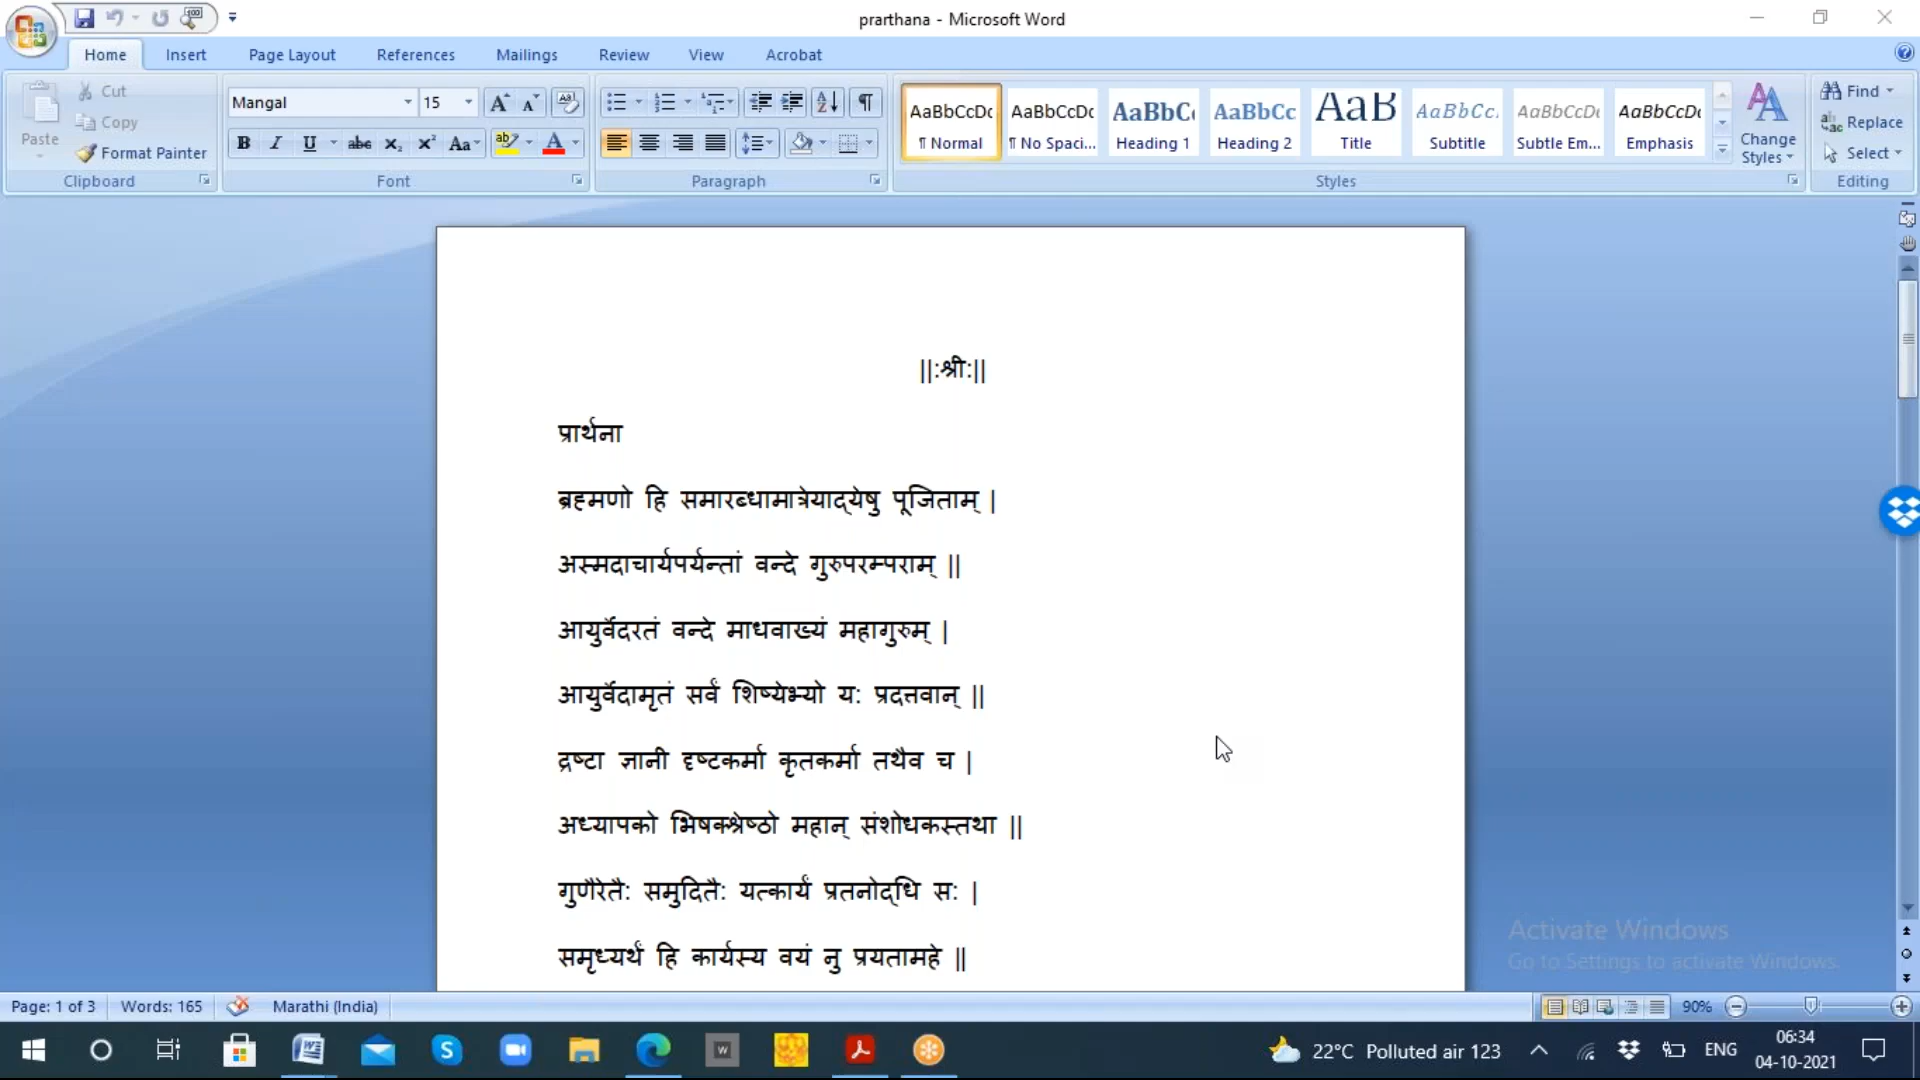 prarthana - Microsoft Word
Home Insert Page Layout References Mailings Review View Acrobat
Paste
Cut
Copy
Format Painter
Clipboard
Mangal 15
Font
Paragraph
AaBbCcDc AaBbCcDc AaBbC AaBbCc AaB AaBbCc. AaBbCcDc AaBbCcDc
¶ Normal ¶ No Spaci... Heading 1 Heading 2 Title Subtitle Subtle Em... Emphasis
Styles
Change Styles
Find
Replace
Select
Editing
||:श्री:||
प्रार्थना
ब्रह्मणो हि समारब्धामात्रेयाद्येषु पूजिताम् |
अस्मदाचार्यपर्यन्तां वन्दे गुरुपरम्पराम् ||
आयुर्वेदरतं वन्दे माधवाख्यं महागुरुम् |
आयुर्वेदामृतं सर्वं शिष्येभ्यो य: प्रदत्तवान् ||
द्रष्टा ज्ञानी दृष्टकर्मा कृतकर्मा तथैव च |
अध्यापको भिषक्श्रेष्ठो महान् संशोधकस्तथा ||
गुणैरेतै: समुदितै: यत्कार्यं प्रतनोद्धि स: |
समृध्यर्थं हि कार्यस्य वयं नु प्रयतामहे ||
Activate Windows
Go to Settings to activate Windows.
Page: 1 of 3 Words: 165 Marathi (India) 90%
22°C Polluted air 123 ENG 06:34
04-10-2021